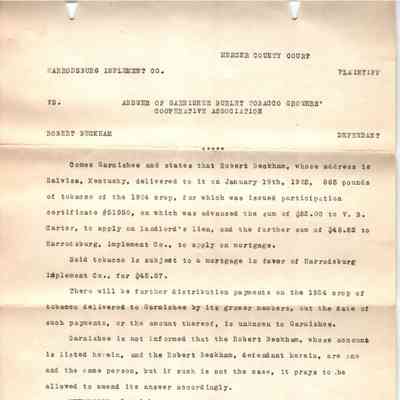 MERCER COUNTY COURT
HARRODSBURG IMPLEMENT CO. PLAINTIFF
VS. ANSWER OF GARNISHEE BURLEY TOBACCO GROWERS'
COOPERATIVE ASSOCIATION
ROBERT BECKHAM DEFENDANT
*****
Comes Garnishee and states that Robert Beckham, whose address is
Salvisa, Kentucky, delivered to it on January 19th, 1925, 865 pounds
of tobacco of the 1924 crop, for which was issued participation
certificate #51950, on which was advanced the sum of $52.00 to V. B.
Carter, to apply on landlord's lien, and the further sum of
Harrodsburg, Implement Co., to apply on mortgage.
Said tobacco is subject to a mortgage in favor of Harrodsburg
Implement Co., for
There will be further distribution payments on the 1924 crop of
tobacco delivered to Garnishee by its grower members, but the date of
such payments, or the amount thereof, is unknown to Garnishee.
Garnishee is not informed that the Robert Beckham, whose account
is listed herein, and the Robert Beckham, defendant herein, are one
and the same person, but if such is not the case, it prays to be
allowed to amend its answer accordingly.